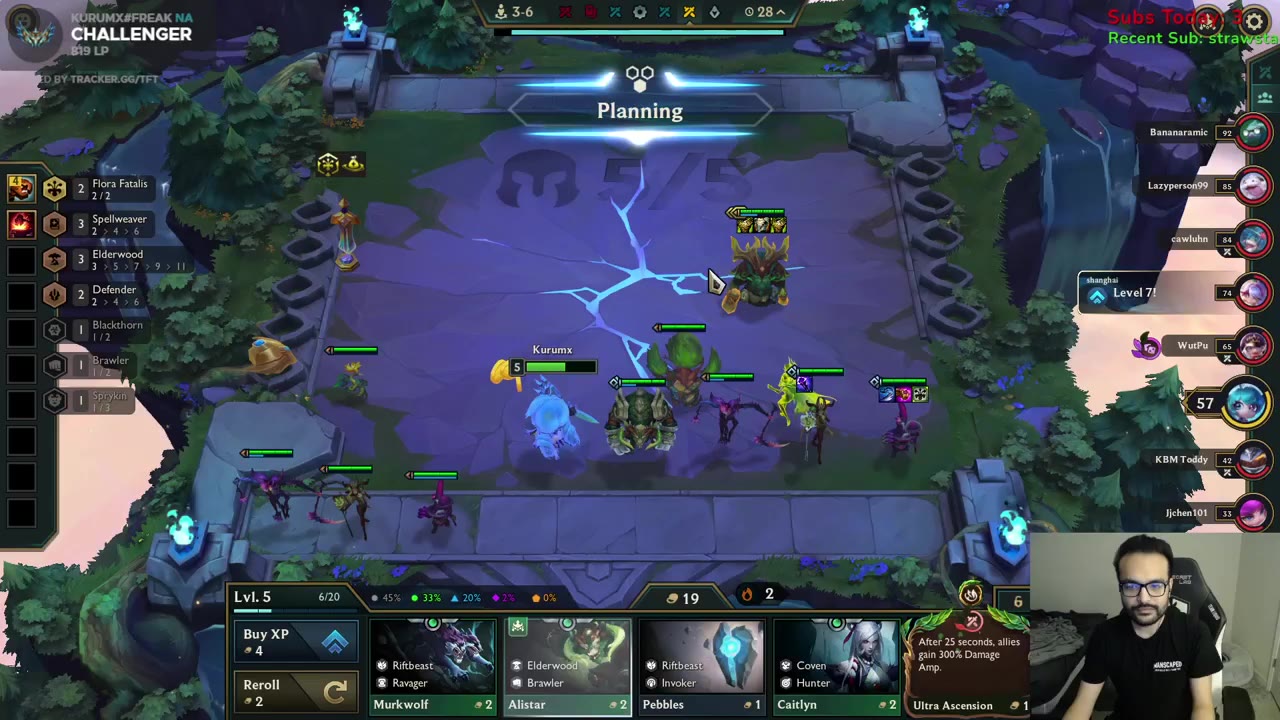 KURUMX#FREAK NA
CHALLENGER
819 LP
ED BY TRACKER.GG/TFT
3-6
28
Subs Today: 3
Recent Sub: strawsta
Planning
5/5
Bananaramic 92
Lazyperson99 85
cawluhn 84
shanghai
Level 7!
74
WutPu 65
57
KBM Toddy 42
Jjchen101 33
2 Flora Fatalis
2 / 2
3 Spellweaver
2 > 4 > 6
3 Elderwood
3 > 5 > 7 > 9 > 11
2 Defender
2 > 4 > 6
1 Blackthorn
1 / 2
1 Brawler
1 / 2
1 Sprykin
1 / 3
Kurumx
5
Lvl. 5 6/20
45% 33% 20% 2% 0%
19
2
6
Buy XP
4
Reroll
2
Riftbeast
Ravager
Murkwolf 2
Elderwood
Brawler
Alistar 2
Riftbeast
Invoker
Pebbles 1
Coven
Hunter
Caitlyn 2
After 25 seconds, allies
gain 300% Damage
Amp.
Ultra Ascension 1
MANSCAPED